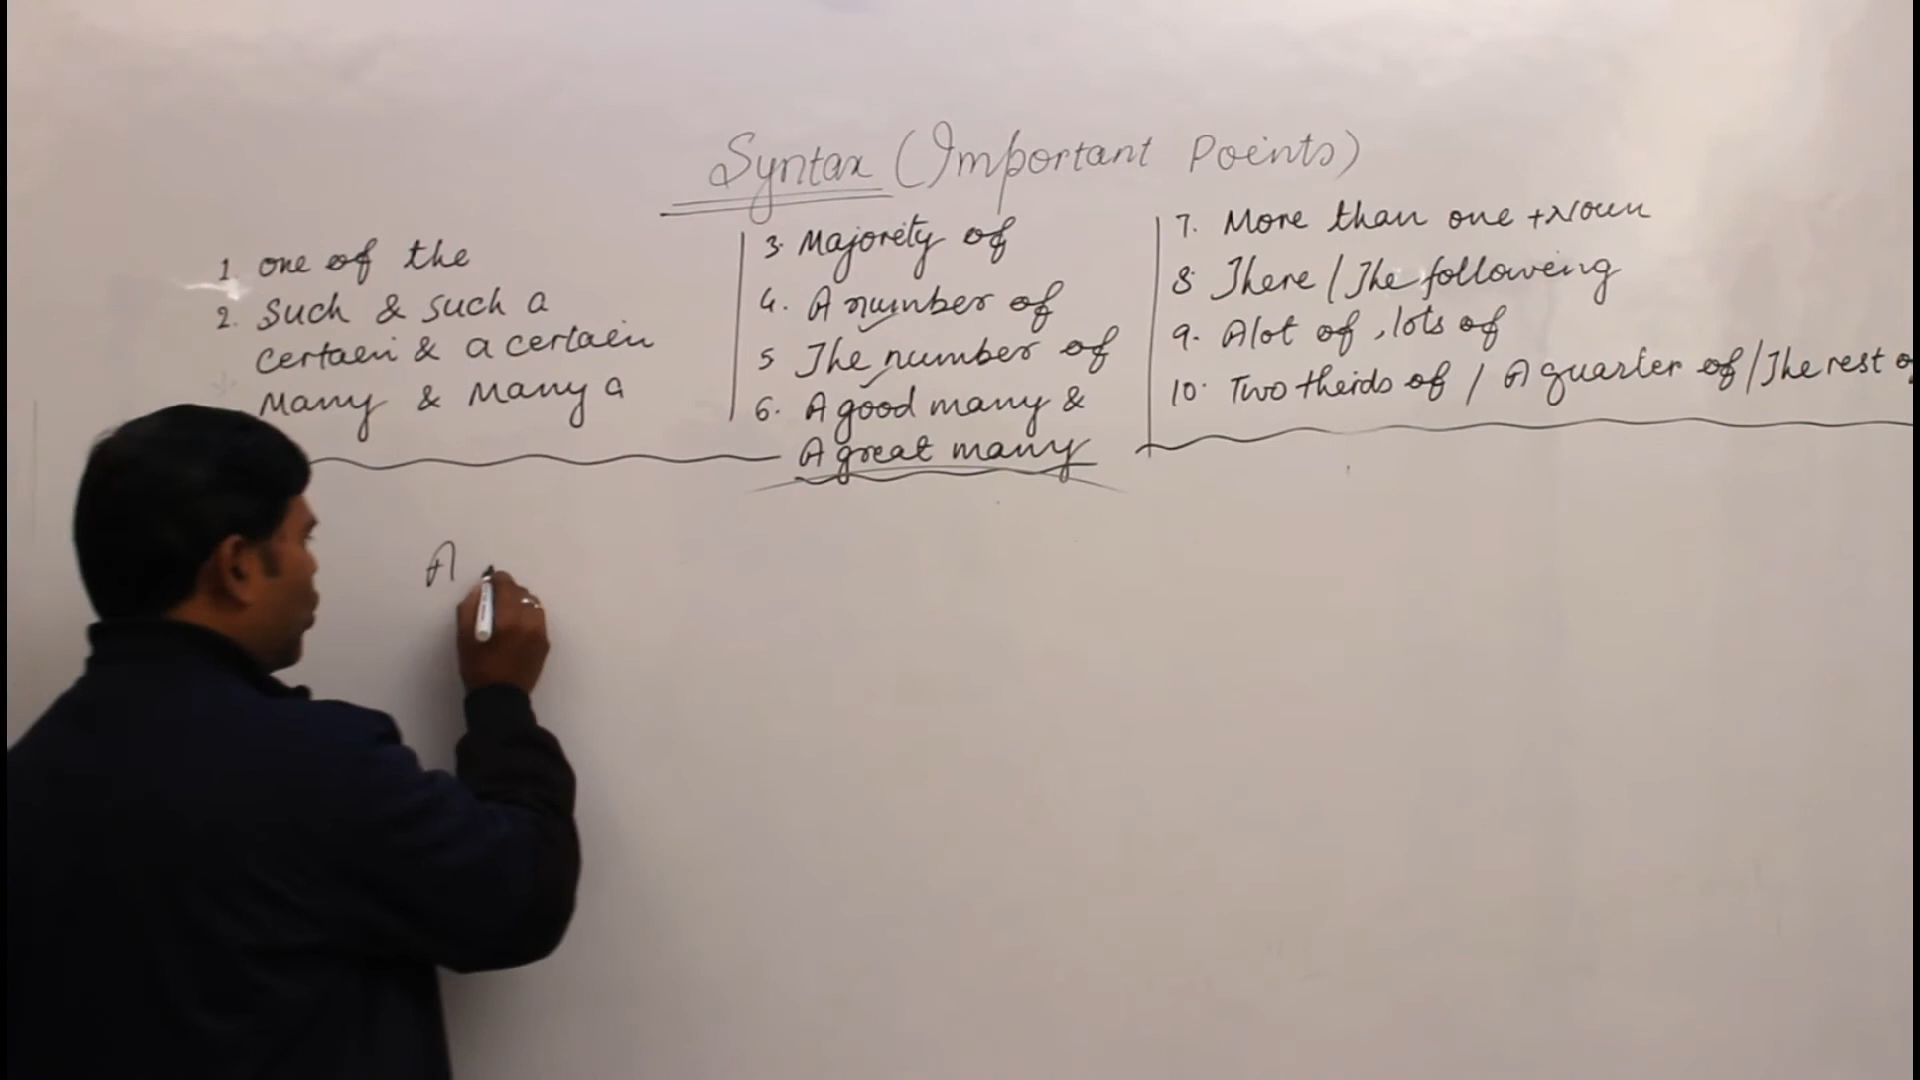 Syntax (Important Points)
1. one of the
2. Such & such a
certain & a certain
Many & Many a
3. Majority of
4. A number of
5 The number of
6. A good many &
A great many
7. More than one + Noun
8 There / The following
9. A lot of, lots of
10. Two thirds of / A quarter of / The rest o
A